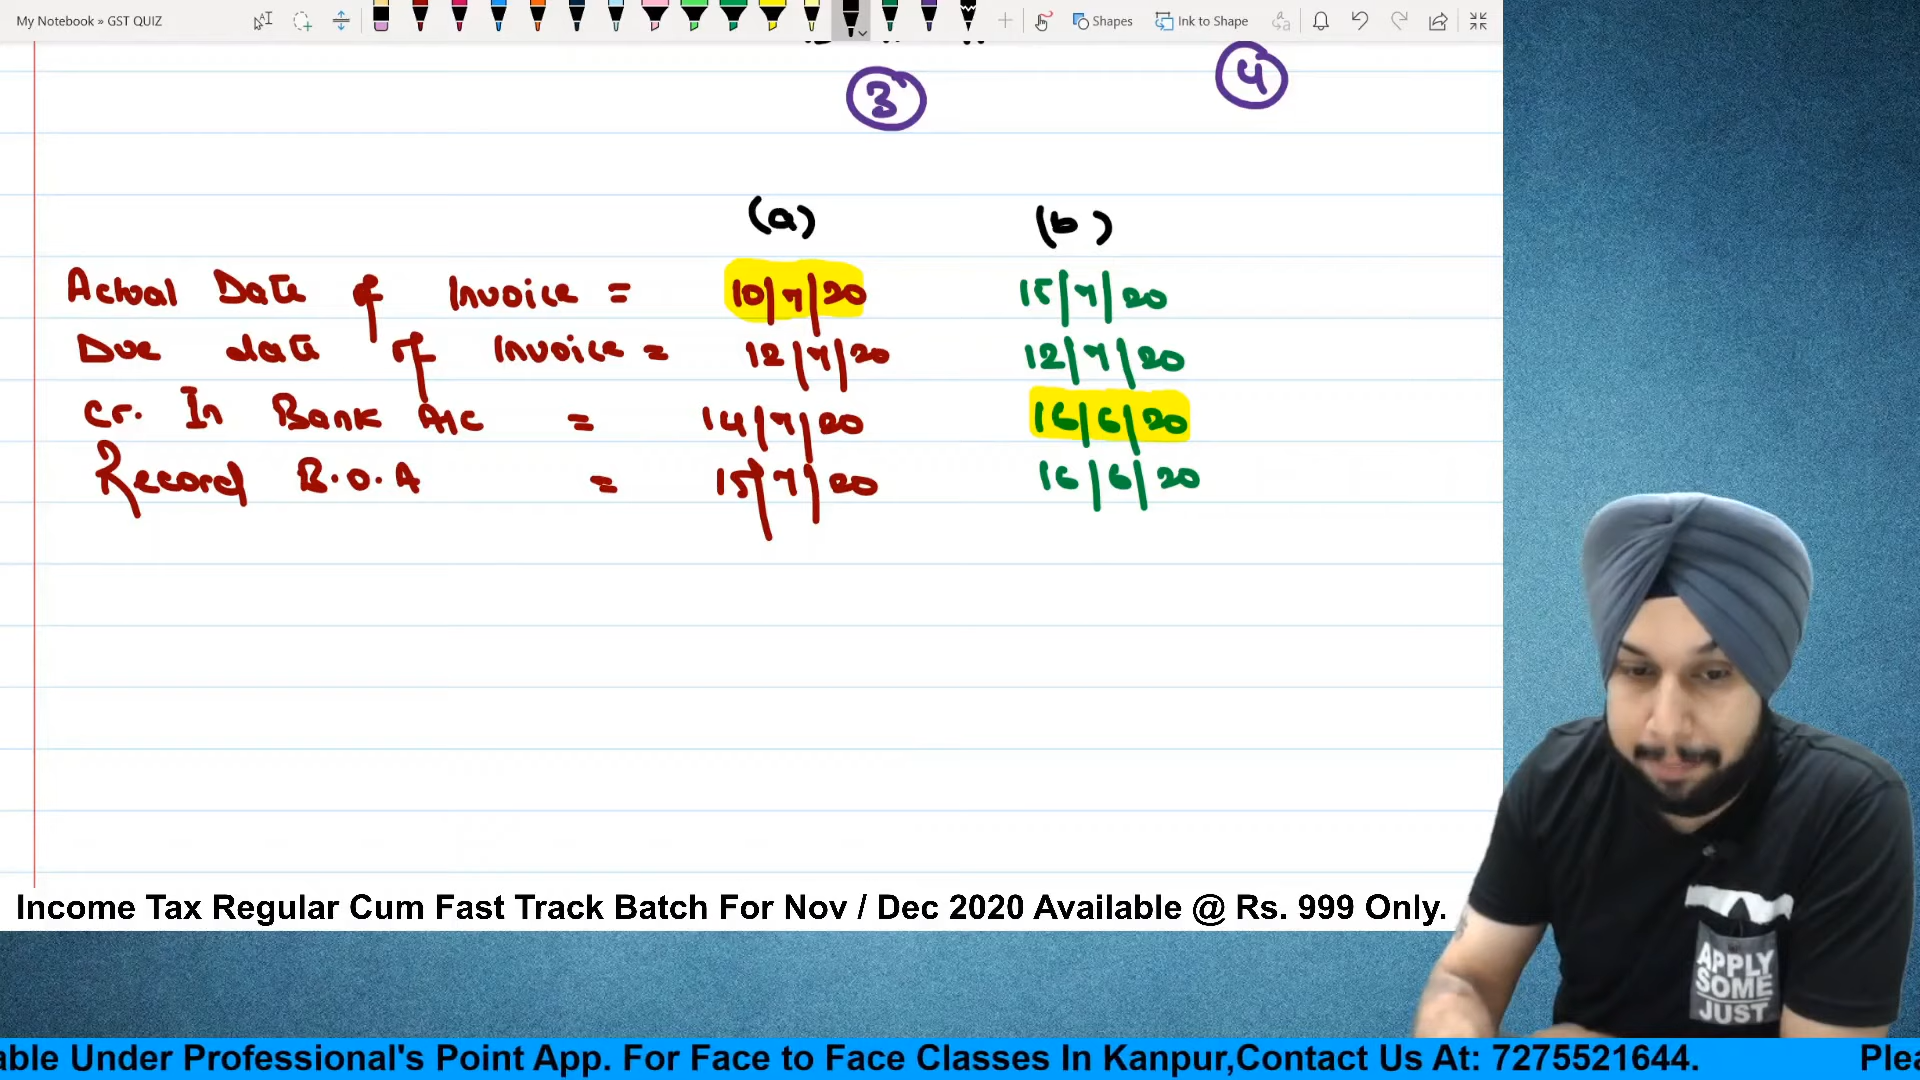 My Notebook » GST QUIZ
Shapes
Ink to Shape
3
4
(a) (b)
Actual Date of Invoice = 10/7/20 15/7/20
Due date of Invoice = 12/7/20 12/7/20
Cr. In Bank A/c = 14/7/20 16/6/20
Record B.O.A = 15/7/20 16/6/20
Income Tax Regular Cum Fast Track Batch For Nov / Dec 2020 Available @ Rs. 999 Only.
APPLY
SOME
JUST
able Under Professional's Point App. For Face to Face Classes In Kanpur,Contact Us At: 7275521644. Plea